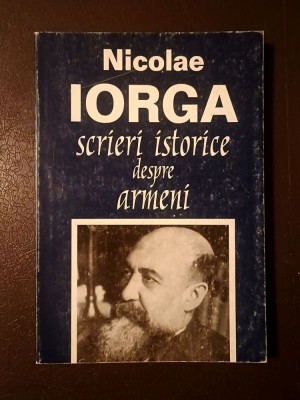 Nicolae
IORGA
scrieri istorice
despre
armeni